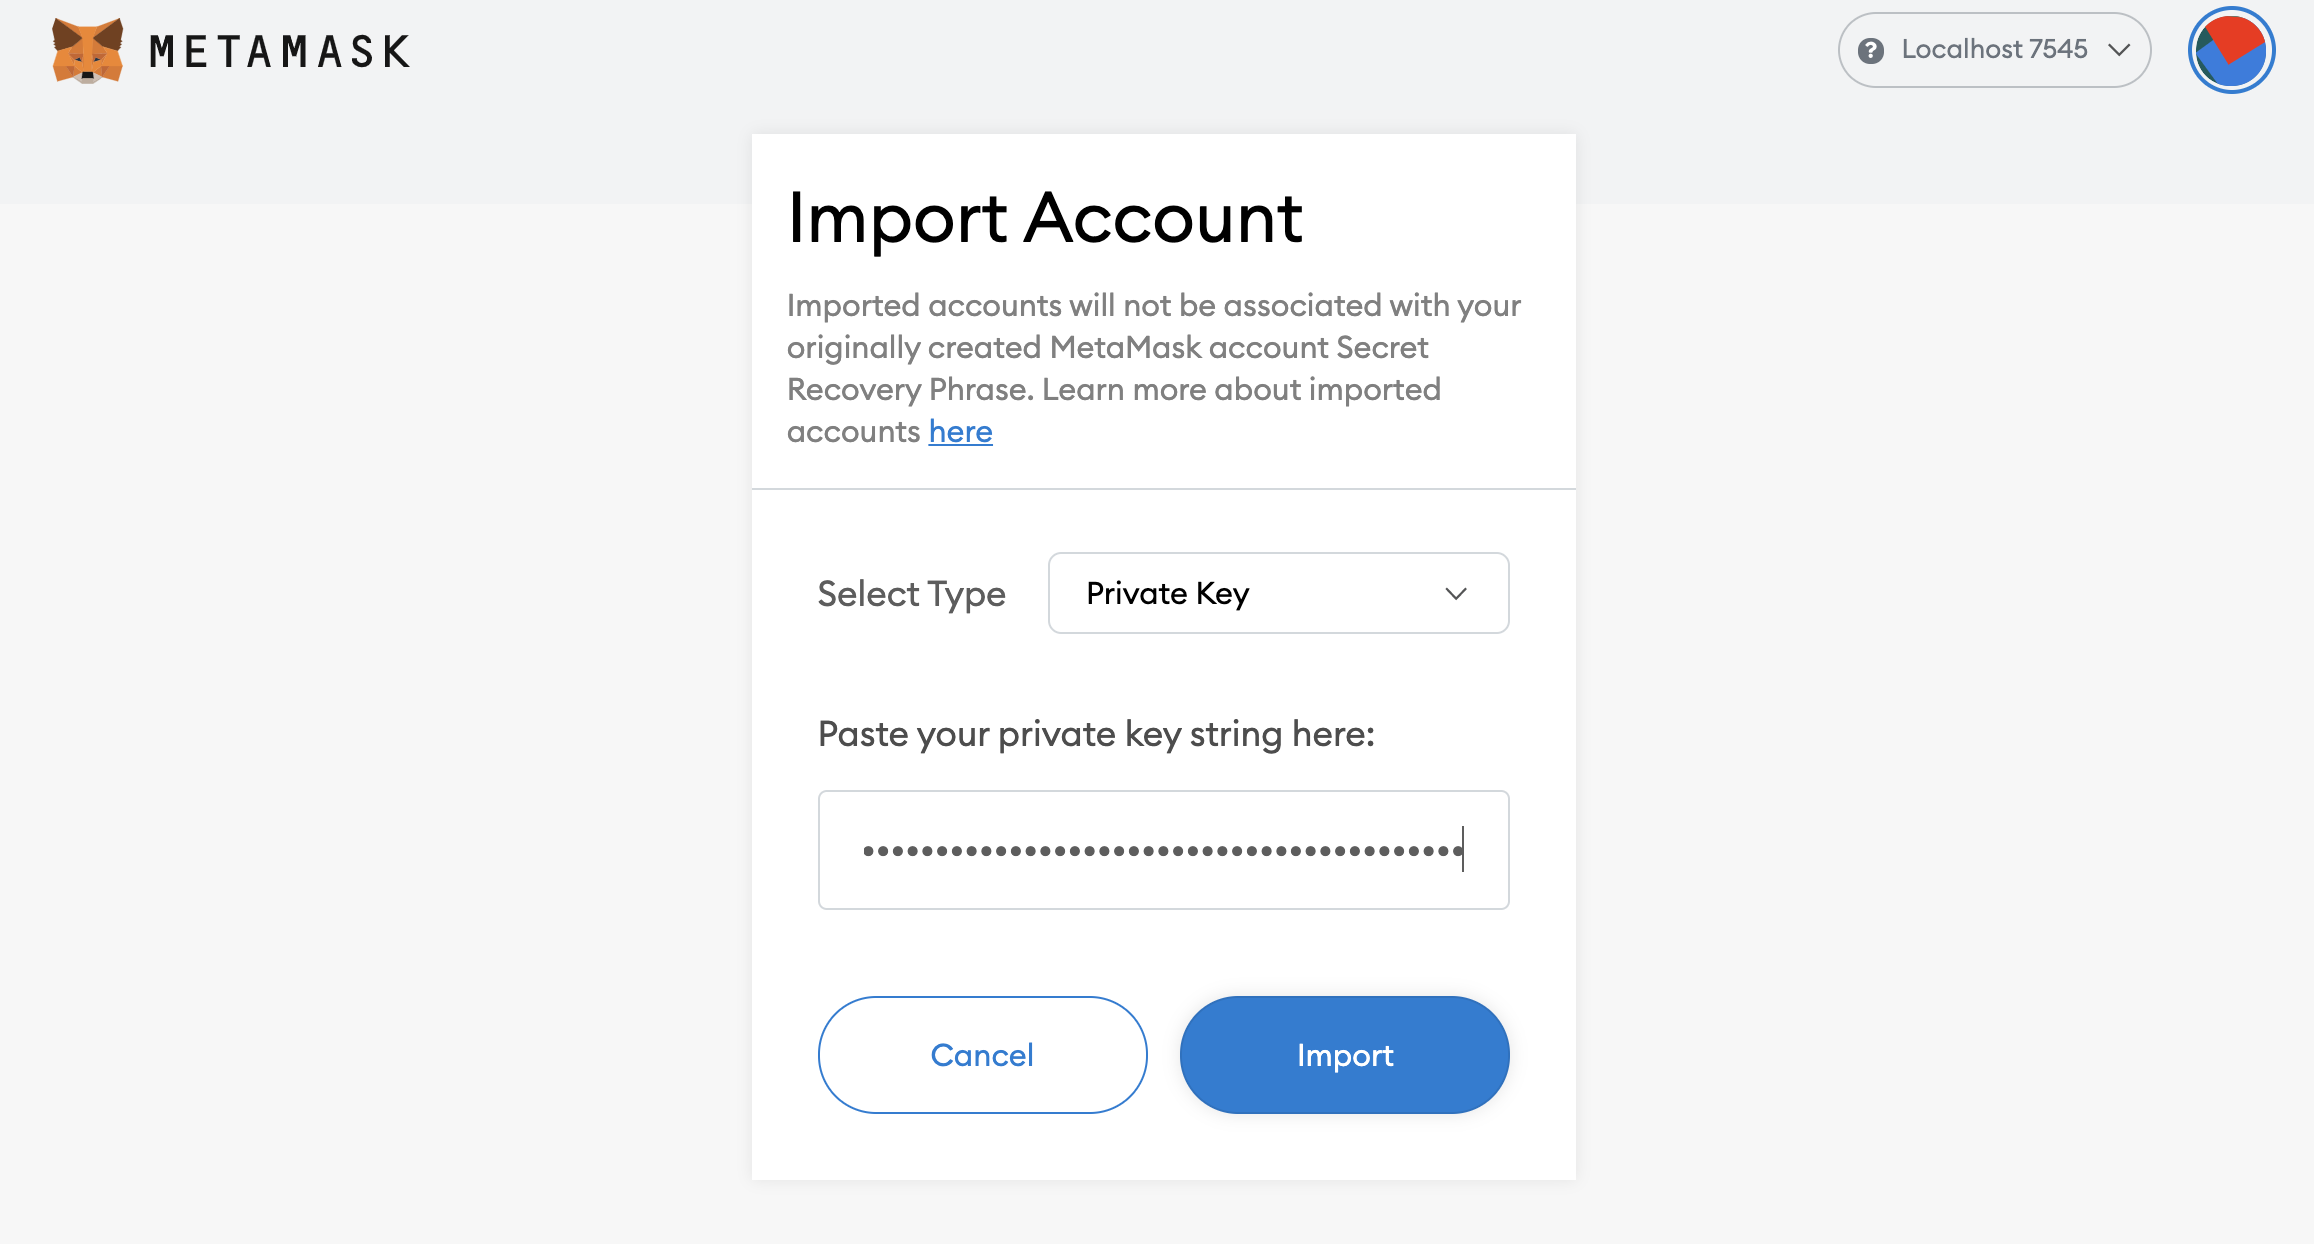 METAMASK
Localhost 7545
Import Account
Imported accounts will not be associated with your
originally created MetaMask account Secret
Recovery Phrase. Learn more about imported
accounts here
Select Type
Private Key
Paste your private key string here:
Cancel
Import